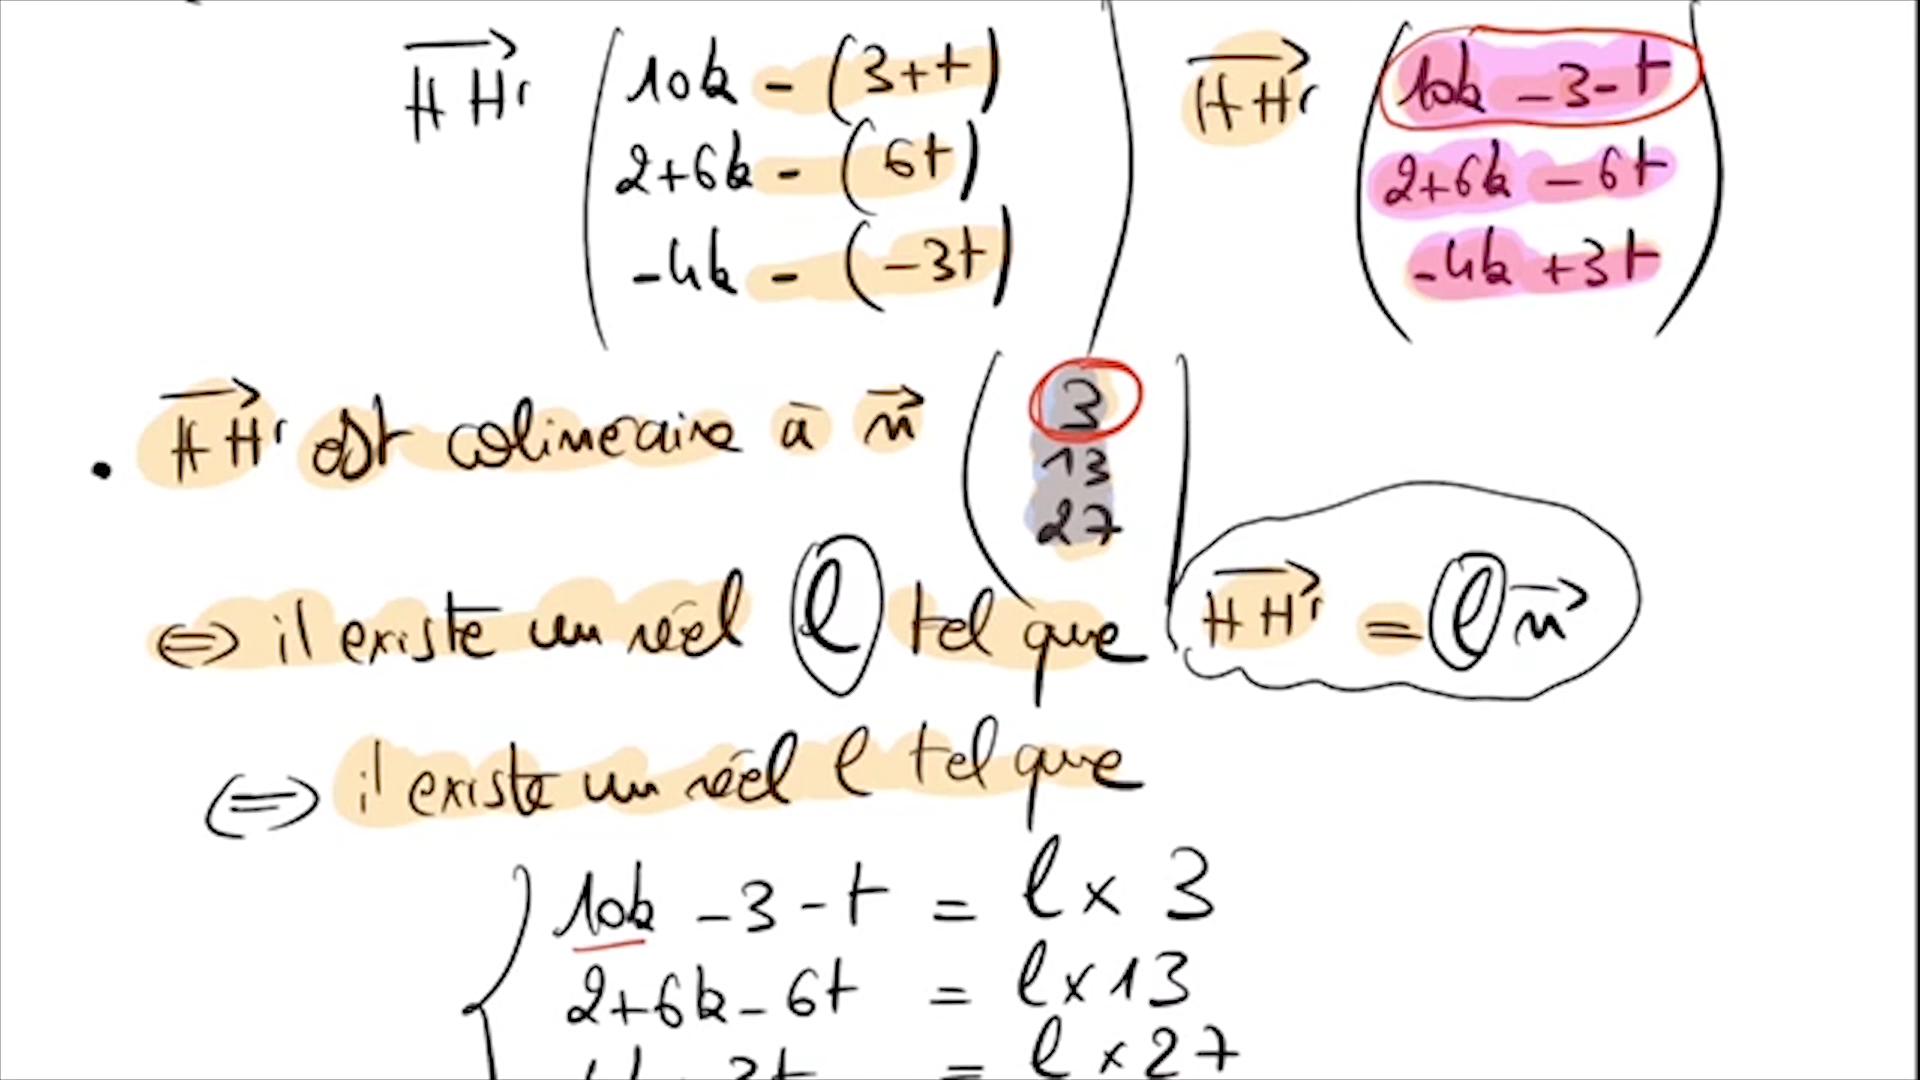 HH' ( 10k - (3+t) ) HH' ( 10k - 3 - t )
2+6k - (6t) 2+6k - 6t
-4k - (-3t) -4k + 3t
• HH' est colinéaire à n ( 3 )
13
27
⇔ il existe un réel l tel que HH' = l n
⇔ il existe un réel l tel que
{ 10k - 3 - t = l × 3
2+6k - 6t = l × 13
= l × 27